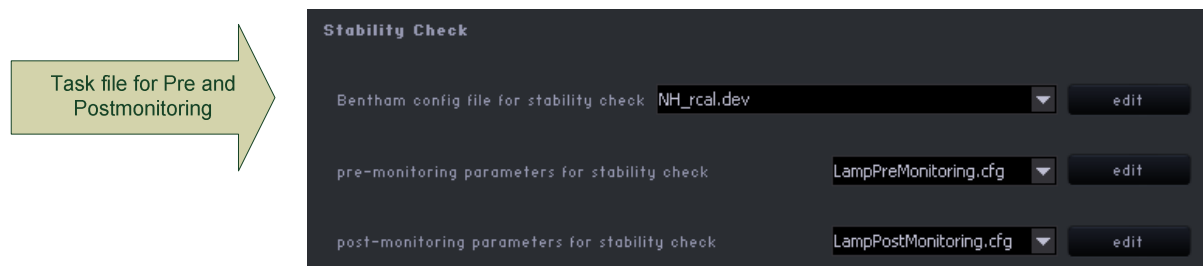 Task file for Pre and
Postmonitoring
Stability Check
Bentham config file for stability check NH_rcal.dev edit
pre-monitoring parameters for stability check LampPreMonitoring.cfg edit
post-monitoring parameters for stability check LampPostMonitoring.cfg edit